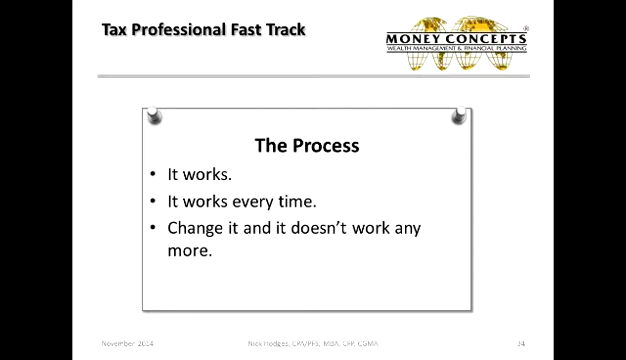 Tax Professional Fast Track
MONEY CONCEPTS®
WEALTH MANAGEMENT & FINANCIAL PLANNING
The Process
• It works.
• It works every time.
• Change it and it doesn’t work any
more.
November 2014 Nick Hodges, CPA/PFS, MBA, CFP, CGMA 34